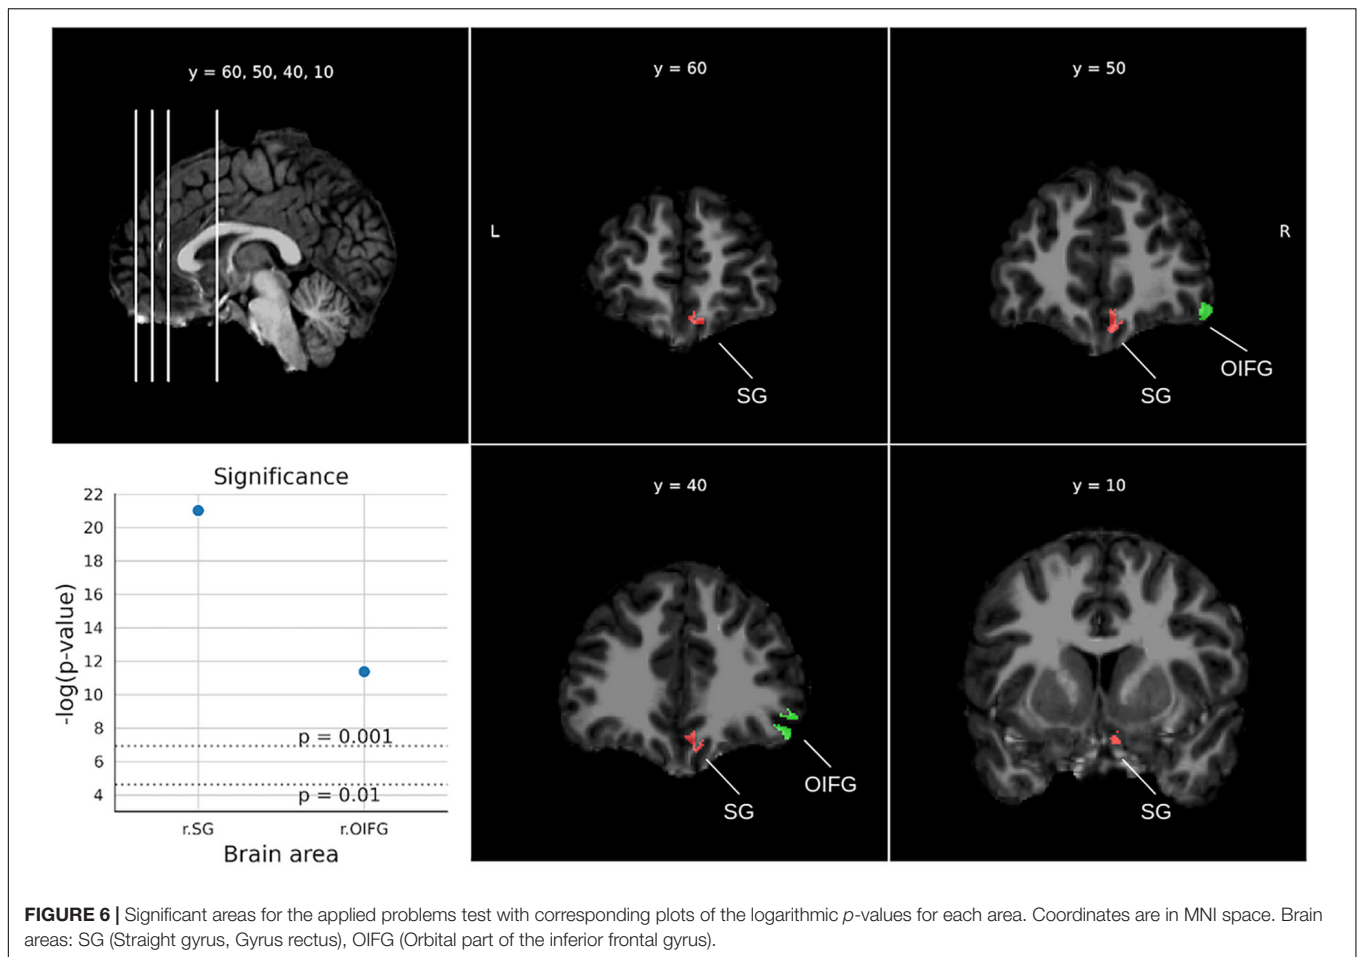 y = 60, 50, 40, 10
y = 60
L
SG
y = 50
R
OIFG
SG
Significance
22
20
18
16
14
12
10
8
6
4
-log(p-value)
p = 0.001
p = 0.01
r.SG
r.OIFG
Brain area
y = 40
OIFG
SG
y = 10
SG
FIGURE 6 | Significant areas for the applied problems test with corresponding plots of the logarithmic p-values for each area. Coordinates are in MNI space. Brain
areas: SG (Straight gyrus, Gyrus rectus), OIFG (Orbital part of the inferior frontal gyrus).